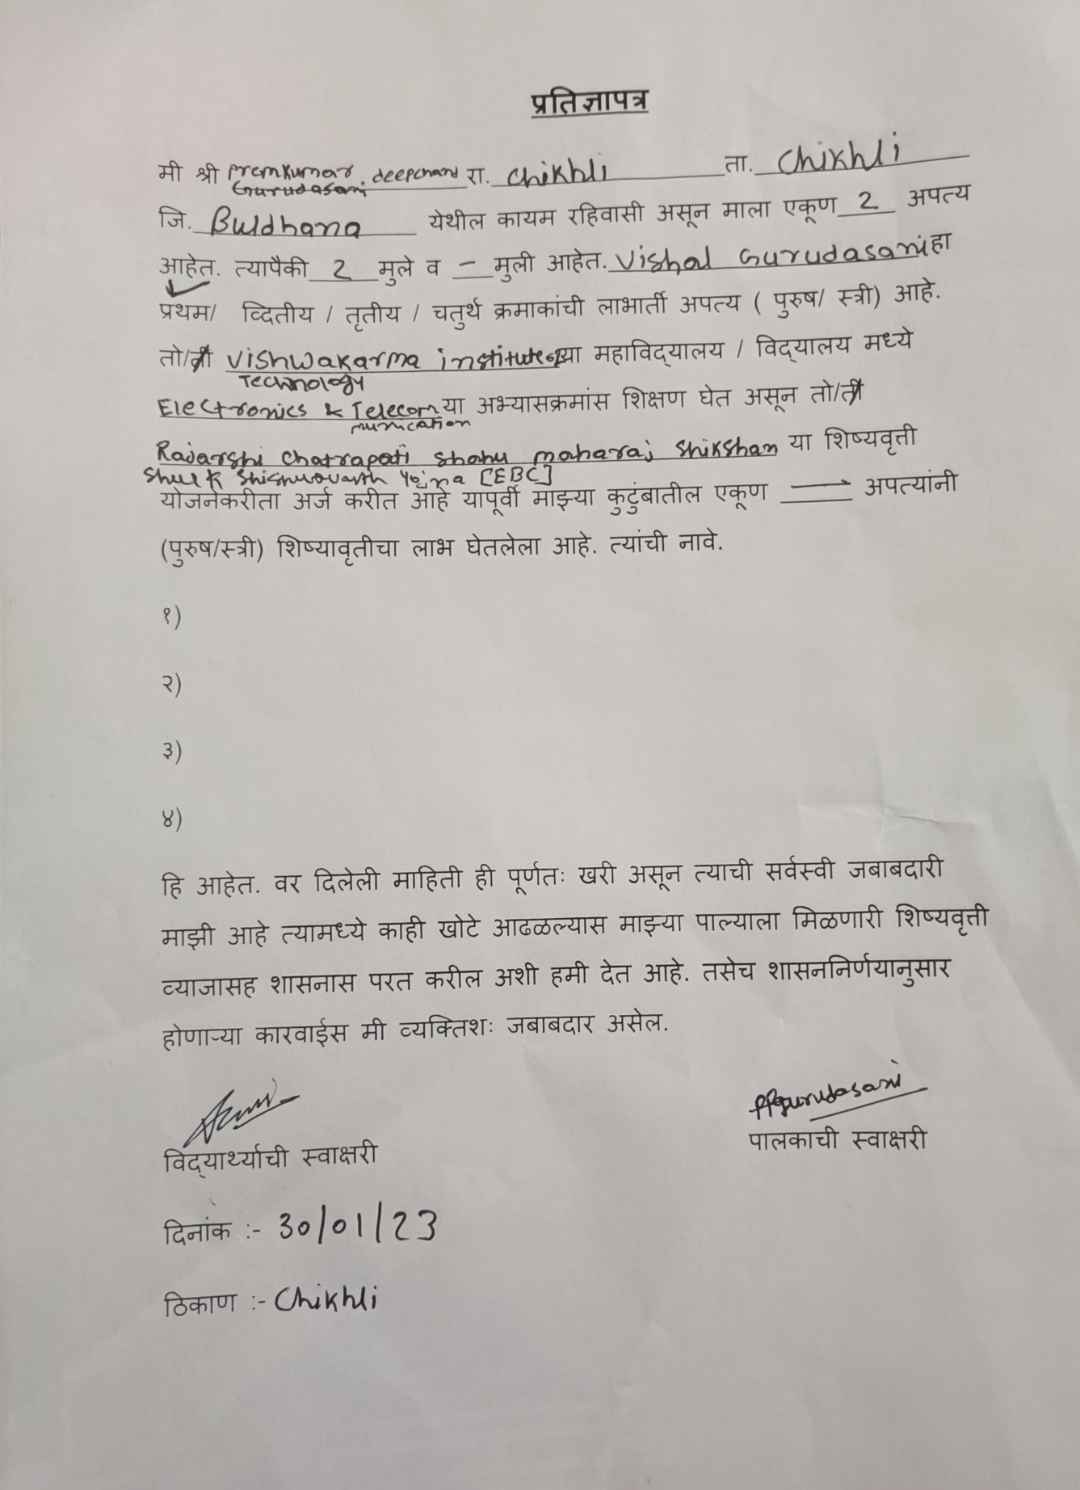 प्रतिज्ञापत्र
मी श्री Premkumar deepchand रा. Chikhli ता. Chikhli
Gurudasani
जि. Buldhana येथील कायम रहिवासी असून माला एकूण 2 अपत्य
आहेत. त्यापैकी 2 मुले व - मुली आहेत. Vishal Gurudasani हा
प्रथम/ व्दितीय / तृतीय / चतुर्थ क्रमाकांची लाभार्ती अपत्य ( पुरुष/ स्त्री) आहे.
तो/ती Vishwakarma institute of या महाविद्यालय / विद्यालय मध्ये
Technology
Electronics & Telecom या अभ्यासक्रमांस शिक्षण घेत असून तो/ती
munication
Rajarshi Chatrapati Shahu maharaj Shiksham या शिष्यवृत्ती
Shulk Yojna [EBC]
योजनेकरीता अर्ज करीत आहे यापूर्वी माझ्या कुटुंबातील एकूण — अपत्यांनी
(पुरुष/स्त्री) शिष्यावृतीचा लाभ घेतलेला आहे. त्यांची नावे.
१)
२)
३)
४)
हि आहेत. वर दिलेली माहिती ही पूर्णतः खरी असून त्याची सर्वस्वी जबाबदारी
माझी आहे त्यामध्ये काही खोटे आढळल्यास माझ्या पाल्याला मिळणारी शिष्यवृत्ती
व्याजासह शासनास परत करील अशी हमी देत आहे. तसेच शासननिर्णयानुसार
होणाऱ्या कारवाईस मी व्यक्तिशः जबाबदार असेल.
PPgurudasani
विद्यार्थ्याची स्वाक्षरी पालकाची स्वाक्षरी
दिनांक :- 30/01/23
ठिकाण :- Chikhli